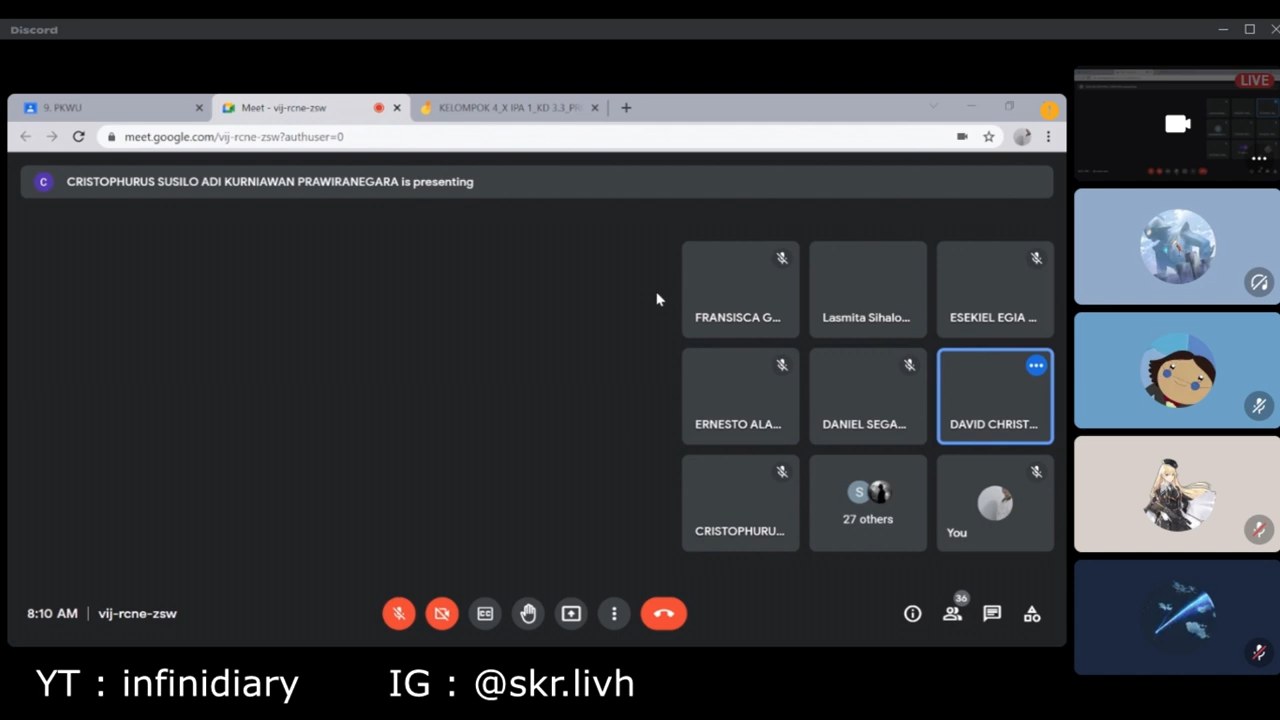 Discord
LIVE
9. PKWU
Meet - vij-rcne-zsw
KELOMPOK 4_X IPA 1_KD 3.3_PR
meet.google.com/vij-rcne-zsw?authuser=0
C
CRISTOPHURUS SUSILO ADI KURNIAWAN PRAWIRANEGARA is presenting
FRANSISCA G...
Lasmita Sihalo...
ESEKIEL EGIA ...
ERNESTO ALA...
DANIEL SEGA...
DAVID CHRIST...
CRISTOPHURU...
S
27 others
You
8:10 AM | vij-rcne-zsw
CC
36
YT : infinidiary
IG : @skr.livh